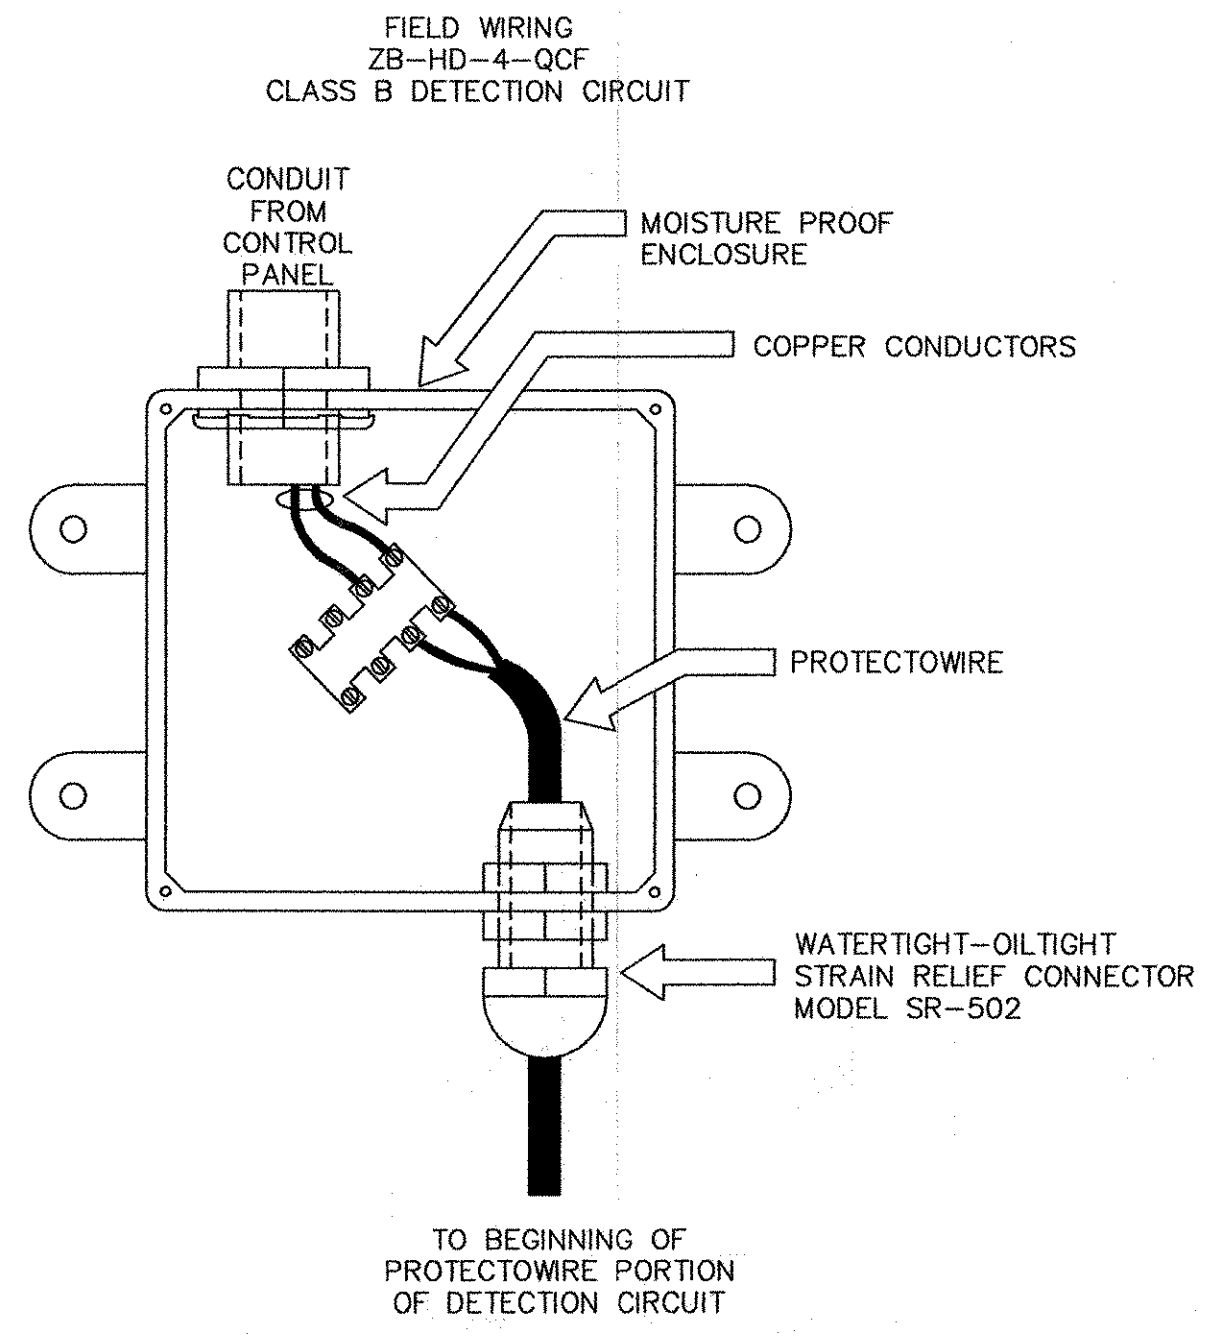 FIELD WIRING
ZB-HD-4-QCF
CLASS B DETECTION CIRCUIT
CONDUIT
FROM
CONTROL
PANEL
MOISTURE PROOF
ENCLOSURE
COPPER CONDUCTORS
PROTECTOWIRE
WATERTIGHT-OILTIGHT
STRAIN RELIEF CONNECTOR
MODEL SR-502
TO BEGINNING OF
PROTECTOWIRE PORTION
OF DETECTION CIRCUIT